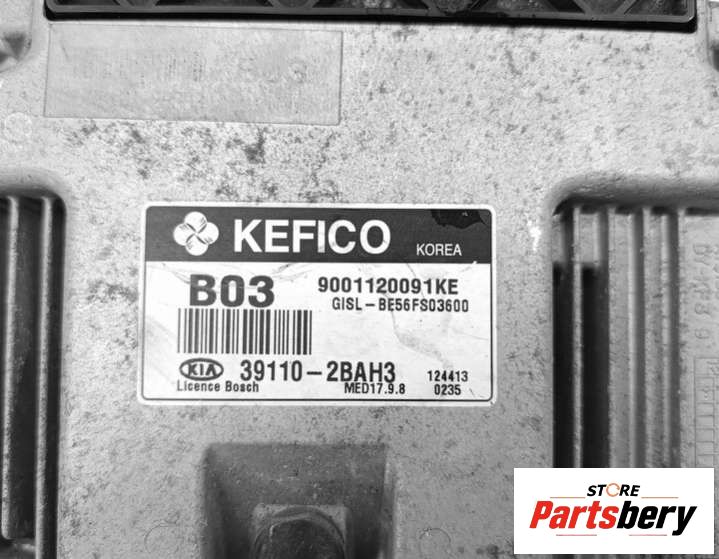 KEFICO KOREA
B03 9001120091KE
GISL-BE56FS03600
KIA 39110-2BAH3 124413
Licence Bosch MED17.9.8 0235
STORE
Partsbery